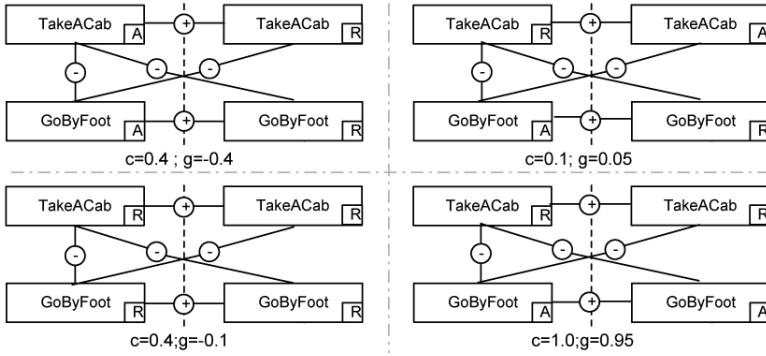 TakeACab A + TakeACab R
- - -
GoByFoot A + GoByFoot R
c=0.4 ; g=-0.4
TakeACab R + TakeACab A
- - -
GoByFoot A + GoByFoot R
c=0.1; g=0.05
TakeACab R + TakeACab R
- - -
GoByFoot R + GoByFoot R
c=0.4;g=-0.1
TakeACab R + TakeACab R
- - -
GoByFoot A + GoByFoot A
c=1.0;g=0.95